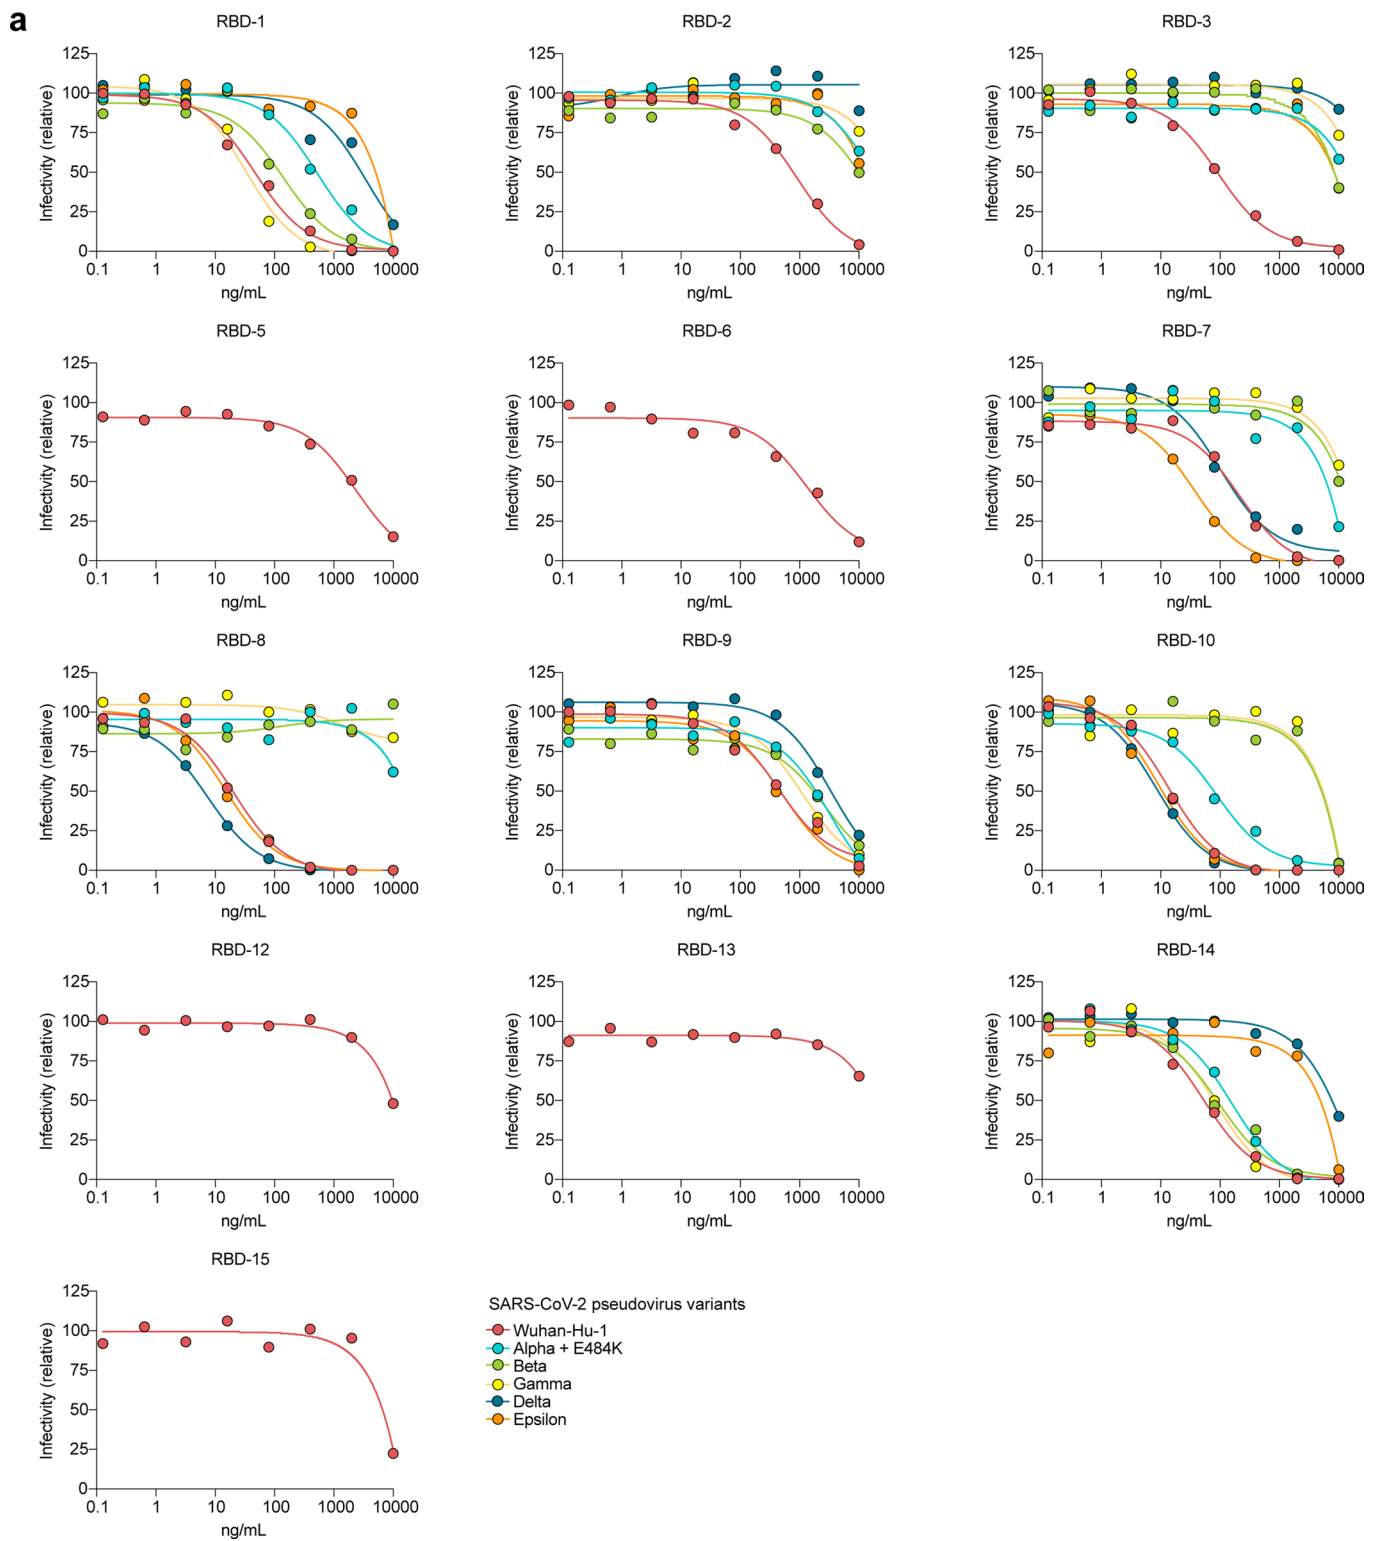 a
RBD-1
RBD-2
RBD-3
125
100
75
50
25
0
Infectivity (relative)
0.1 1 10 100 1000 10000
ng/mL
125
100
75
50
25
0
Infectivity (relative)
0.1 1 10 100 1000 10000
ng/mL
125
100
75
50
25
0
Infectivity (relative)
0.1 1 10 100 1000 10000
ng/mL
RBD-5
RBD-6
RBD-7
125
100
75
50
25
0
Infectivity (relative)
0.1 1 10 100 1000 10000
ng/mL
125
100
75
50
25
0
Infectivity (relative)
0.1 1 10 100 1000 10000
ng/mL
125
100
75
50
25
0
Infectivity (relative)
0.1 1 10 100 1000 10000
ng/mL
RBD-8
RBD-9
RBD-10
125
100
75
50
25
0
Infectivity (relative)
0.1 1 10 100 1000 10000
ng/mL
125
100
75
50
25
0
Infectivity (relative)
0.1 1 10 100 1000 10000
ng/mL
125
100
75
50
25
0
Infectivity (relative)
0.1 1 10 100 1000 10000
ng/mL
RBD-12
RBD-13
RBD-14
125
100
75
50
25
0
Infectivity (relative)
0.1 1 10 100 1000 10000
ng/mL
125
100
75
50
25
0
Infectivity (relative)
0.1 1 10 100 1000 10000
ng/mL
125
100
75
50
25
0
Infectivity (relative)
0.1 1 10 100 1000 10000
ng/mL
RBD-15
125
100
75
50
25
0
Infectivity (relative)
0.1 1 10 100 1000 10000
ng/mL
SARS-CoV-2 pseudovirus variants
Wuhan-Hu-1
Alpha + E484K
Beta
Gamma
Delta
Epsilon